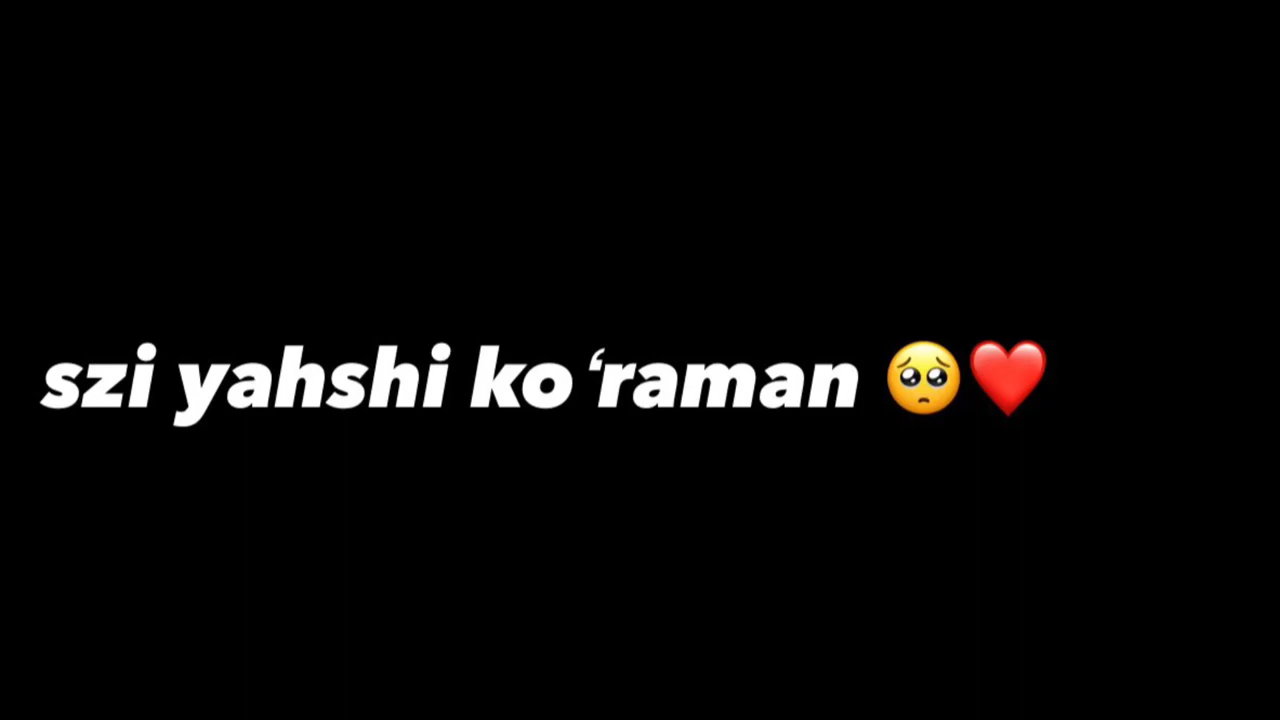 szi yahshi ko‘raman 🥺❤️